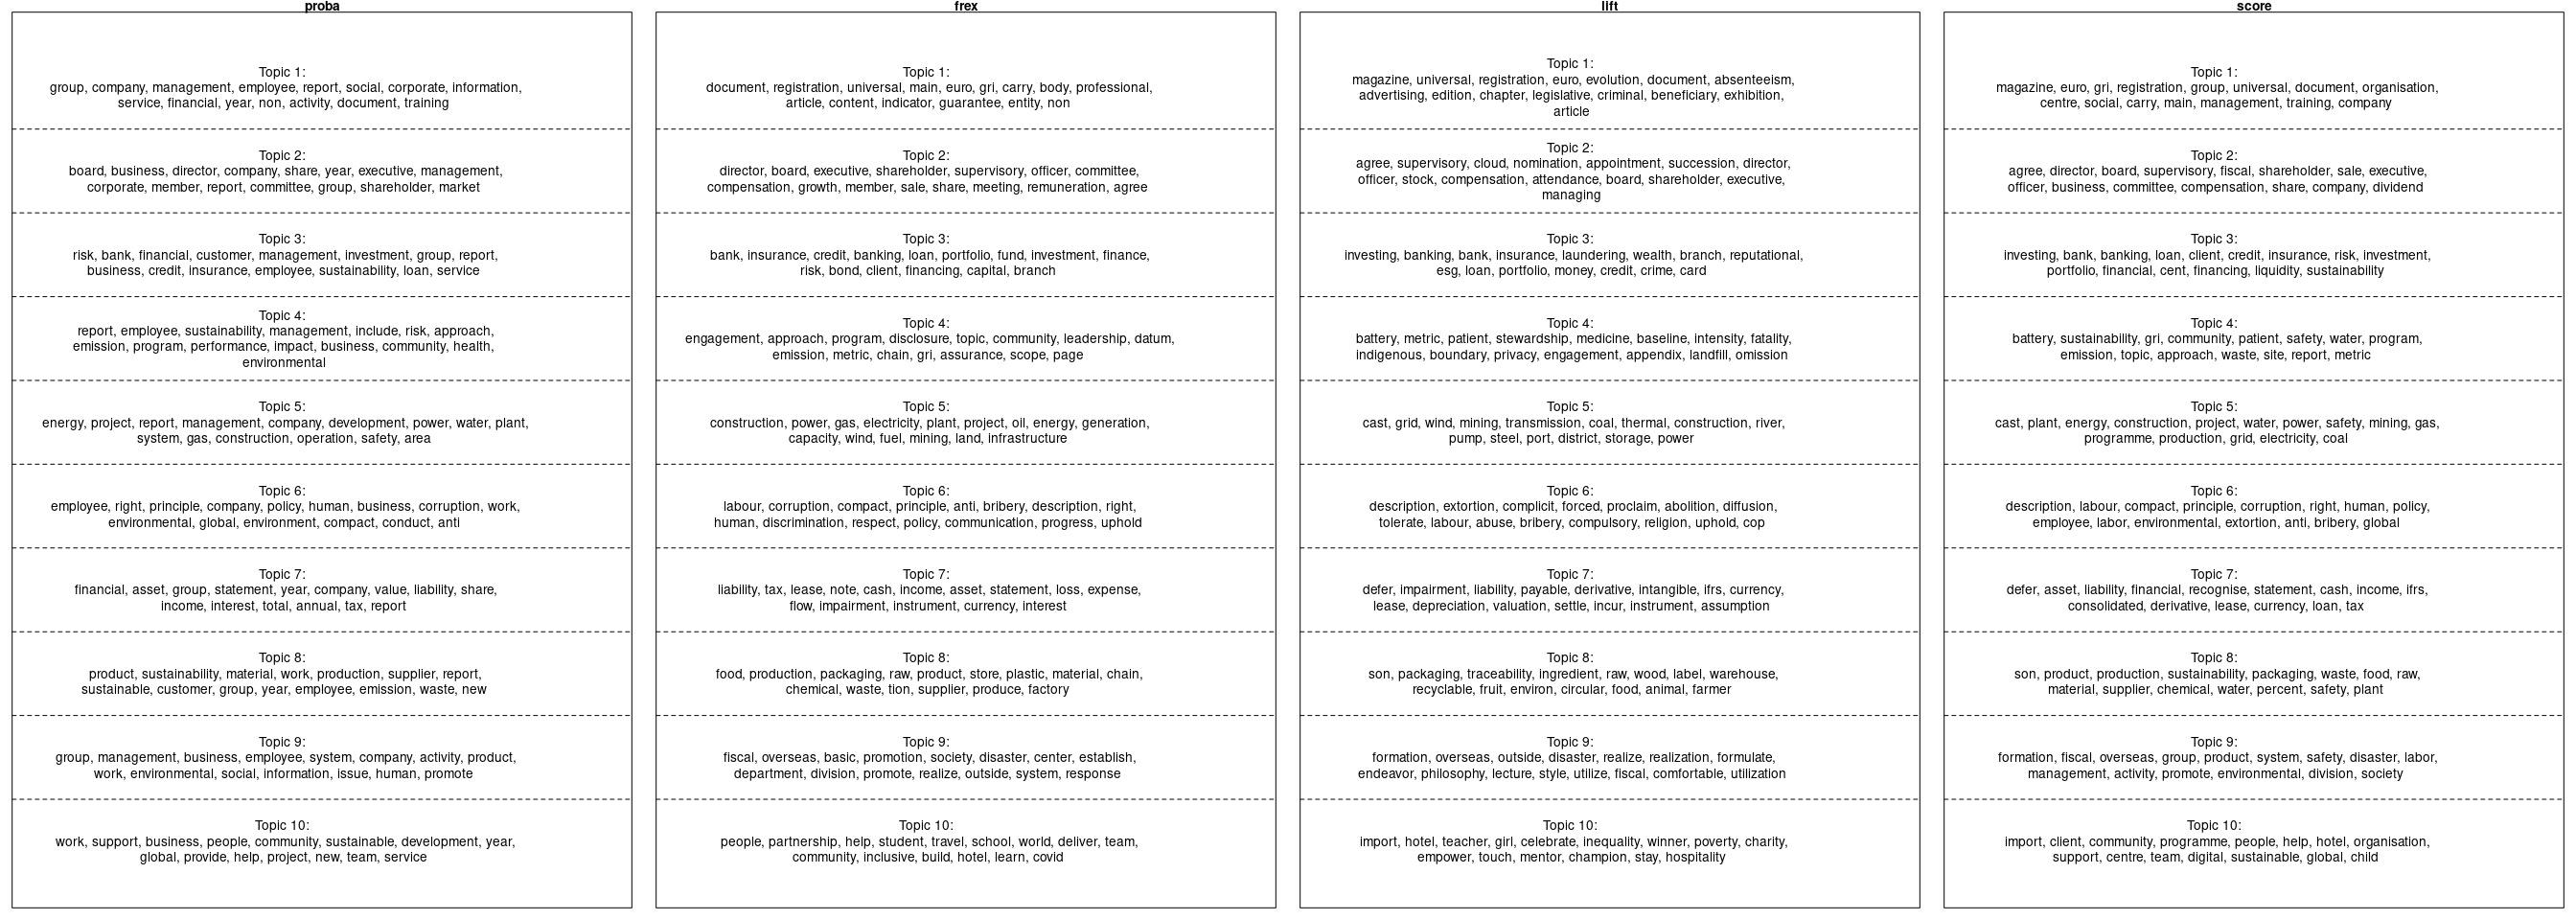 proba
Topic 1:
group, company, management, employee, report, social, corporate, information,
service, financial, year, non, activity, document, training
Topic 2:
board, business, director, company, share, year, executive, management,
corporate, member, report, committee, group, shareholder, market
Topic 3:
risk, bank, financial, customer, management, investment, group, report,
business, credit, insurance, employee, sustainability, loan, service
Topic 4:
report, employee, sustainability, management, include, risk, approach,
emission, program, performance, impact, business, community, health,
environmental
Topic 5:
energy, project, report, management, company, development, power, water, plant,
system, gas, construction, operation, safety, area
Topic 6:
employee, right, principle, company, policy, human, business, corruption, work,
environmental, global, environment, compact, conduct, anti
Topic 7:
financial, asset, group, statement, year, company, value, liability, share,
income, interest, total, annual, tax, report
Topic 8:
product, sustainability, material, work, production, supplier, report,
sustainable, customer, group, year, employee, emission, waste, new
Topic 9:
group, management, business, employee, system, company, activity, product,
work, environmental, social, information, issue, human, promote
Topic 10:
work, support, business, people, community, sustainable, development, year,
global, provide, help, project, new, team, service
frex
Topic 1:
document, registration, universal, main, euro, gri, carry, body, professional,
article, content, indicator, guarantee, entity, non
Topic 2:
director, board, executive, shareholder, supervisory, officer, committee,
compensation, growth, member, sale, share, meeting, remuneration, agree
Topic 3:
bank, insurance, credit, banking, loan, portfolio, fund, investment, finance,
risk, bond, client, financing, capital, branch
Topic 4:
engagement, approach, program, disclosure, topic, community, leadership, datum,
emission, metric, chain, gri, assurance, scope, page
Topic 5:
construction, power, gas, electricity, plant, project, oil, energy, generation,
capacity, wind, fuel, mining, land, infrastructure
Topic 6:
labour, corruption, compact, principle, anti, bribery, description, right,
human, discrimination, respect, policy, communication, progress, uphold
Topic 7:
liability, tax, lease, note, cash, income, asset, statement, loss, expense,
flow, impairment, instrument, currency, interest
Topic 8:
food, production, packaging, raw, product, store, plastic, material, chain,
chemical, waste, tion, supplier, produce, factory
Topic 9:
fiscal, overseas, basic, promotion, society, disaster, center, establish,
department, division, promote, realize, outside, system, response
Topic 10:
people, partnership, help, student, travel, school, world, deliver, team,
community, inclusive, build, hotel, learn, covid
lift
Topic 1:
magazine, universal, registration, euro, evolution, document, absenteeism,
advertising, edition, chapter, legislative, criminal, beneficiary, exhibition,
article
Topic 2:
agree, supervisory, cloud, nomination, appointment, succession, director,
officer, stock, compensation, attendance, board, shareholder, executive,
managing
Topic 3:
investing, banking, bank, insurance, laundering, wealth, branch, reputational,
esg, loan, portfolio, money, credit, crime, card
Topic 4:
battery, metric, patient, stewardship, medicine, baseline, intensity, fatality,
indigenous, boundary, privacy, engagement, appendix, landfill, omission
Topic 5:
cast, grid, wind, mining, transmission, coal, thermal, construction, river,
pump, steel, port, district, storage, power
Topic 6:
description, extortion, complicit, forced, proclaim, abolition, diffusion,
tolerate, labour, abuse, bribery, compulsory, religion, uphold, cop
Topic 7:
defer, impairment, liability, payable, derivative, intangible, ifrs, currency,
lease, depreciation, valuation, settle, incur, instrument, assumption
Topic 8:
son, packaging, traceability, ingredient, raw, wood, label, warehouse,
recyclable, fruit, environ, circular, food, animal, farmer
Topic 9:
formation, overseas, outside, disaster, realize, realization, formulate,
endeavor, philosophy, lecture, style, utilize, fiscal, comfortable, utilization
Topic 10:
import, hotel, teacher, girl, celebrate, inequality, winner, poverty, charity,
empower, touch, mentor, champion, stay, hospitality
score
Topic 1:
magazine, euro, gri, registration, group, universal, document, organisation,
centre, social, carry, main, management, training, company
Topic 2:
agree, director, board, supervisory, fiscal, shareholder, sale, executive,
officer, business, committee, compensation, share, company, dividend
Topic 3:
investing, bank, banking, loan, client, credit, insurance, risk, investment,
portfolio, financial, cent, financing, liquidity, sustainability
Topic 4:
battery, sustainability, gri, community, patient, safety, water, program,
emission, topic, approach, waste, site, report, metric
Topic 5:
cast, plant, energy, construction, project, water, power, safety, mining, gas,
programme, production, grid, electricity, coal
Topic 6:
description, labour, compact, principle, corruption, right, human, policy,
employee, labor, environmental, extortion, anti, bribery, global
Topic 7:
defer, asset, liability, financial, recognise, statement, cash, income, ifrs,
consolidated, derivative, lease, currency, loan, tax
Topic 8:
son, product, production, sustainability, packaging, waste, food, raw,
material, supplier, chemical, water, percent, safety, plant
Topic 9:
formation, fiscal, overseas, group, product, system, safety, disaster, labor,
management, activity, promote, environmental, division, society
Topic 10:
import, client, community, programme, people, help, hotel, organisation,
support, centre, team, digital, sustainable, global, child